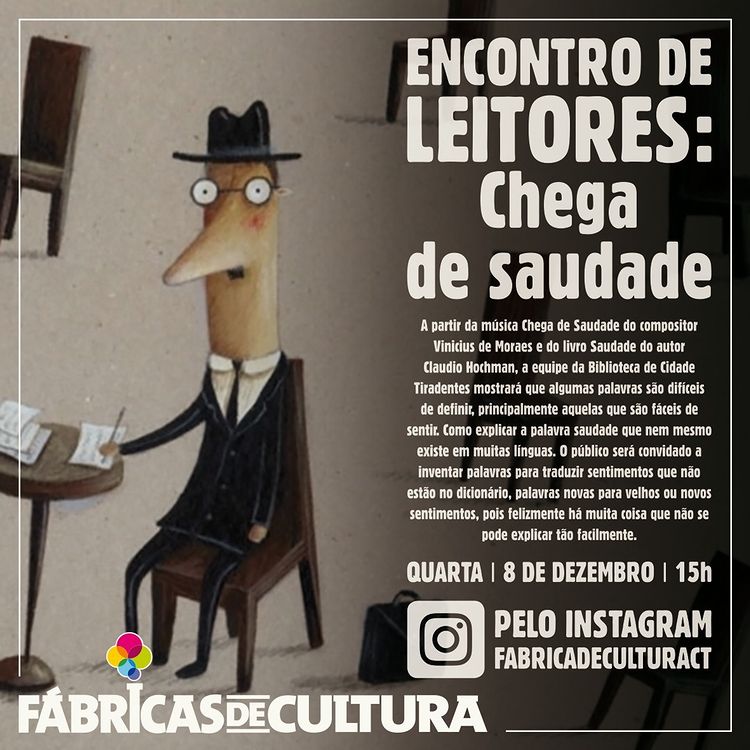 ENCONTRO DE
LEITORES:
Chega
de saudade
A partir da música Chega de Saudade do compositor
Vinicius de Moraes e do livro Saudade do autor
Claudio Hochman, a equipe da Biblioteca de Cidade
Tiradentes mostrará que algumas palavras são difíceis
de definir, principalmente aquelas que são fáceis de
sentir. Como explicar a palavra saudade que nem mesmo
existe em muitas línguas. O público será convidado a
inventar palavras para traduzir sentimentos que não
estão no dicionário, palavras novas para velhos ou novos
sentimentos, pois felizmente há muita coisa que não se
pode explicar tão facilmente.
QUARTA | 8 DE DEZEMBRO | 15h
PELO INSTAGRAM
FABRICADECULTURACT
FÁBRICAS DE CULTURA